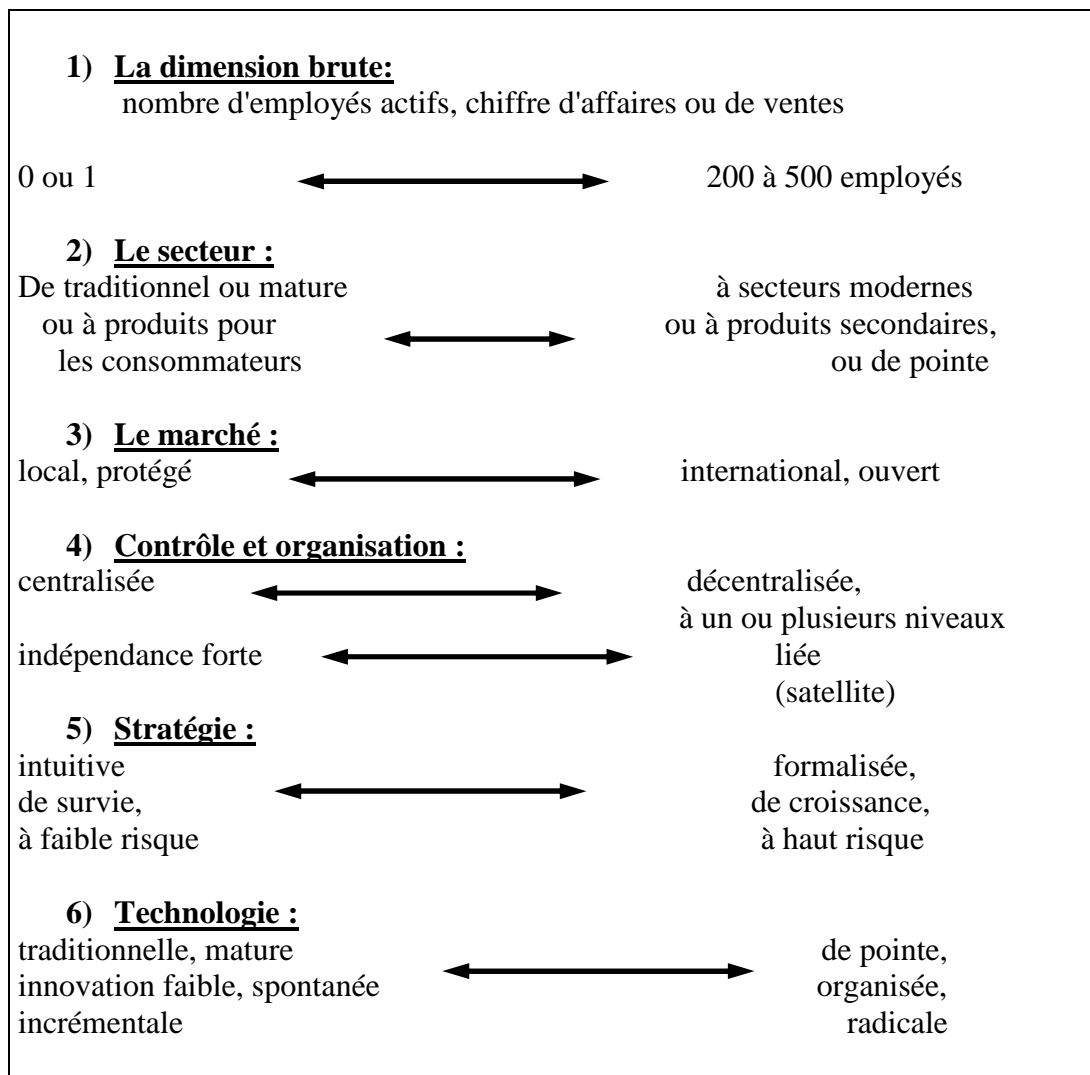 1) La dimension brute:
nombre d'employés actifs, chiffre d'affaires ou de ventes
0 ou 1 200 à 500 employés
2) Le secteur :
De traditionnel ou mature à secteurs modernes
ou à produits pour ou à produits secondaires,
les consommateurs ou de pointe
3) Le marché :
local, protégé international, ouvert
4) Contrôle et organisation :
centralisée décentralisée,
à un ou plusieurs niveaux
indépendance forte liée
(satellite)
5) Stratégie :
intuitive formalisée,
de survie, de croissance,
à faible risque à haut risque
6) Technologie :
traditionnelle, mature de pointe,
innovation faible, spontanée organisée,
incrémentale radicale